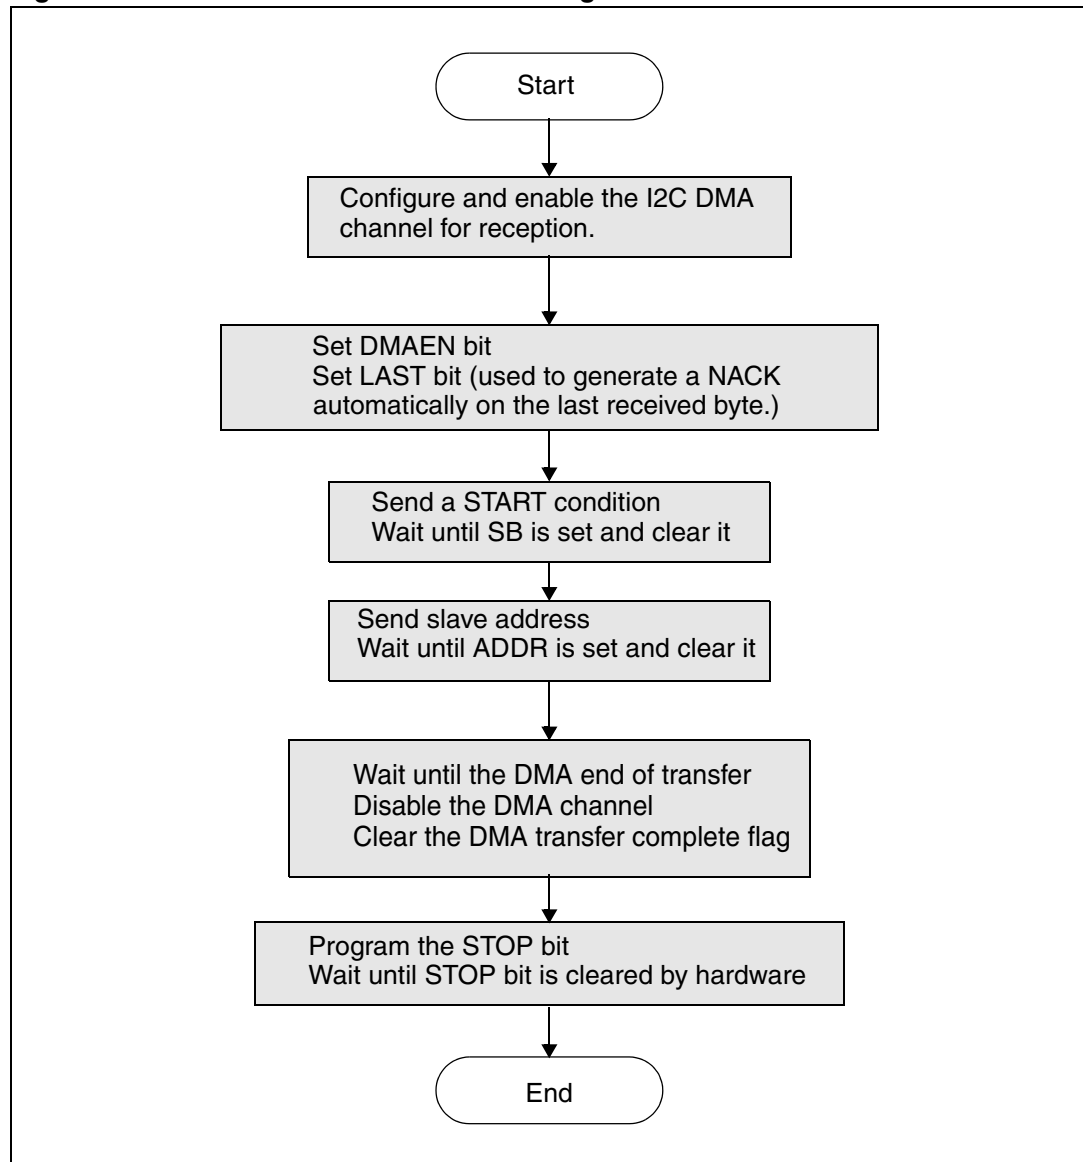 Start
Configure and enable the I2C DMA
channel for reception.
Set DMAEN bit
Set LAST bit (used to generate a NACK
automatically on the last received byte.)
Send a START condition
Wait until SB is set and clear it
Send slave address
Wait until ADDR is set and clear it
Wait until the DMA end of transfer
Disable the DMA channel
Clear the DMA transfer complete flag
Program the STOP bit
Wait until STOP bit is cleared by hardware
End